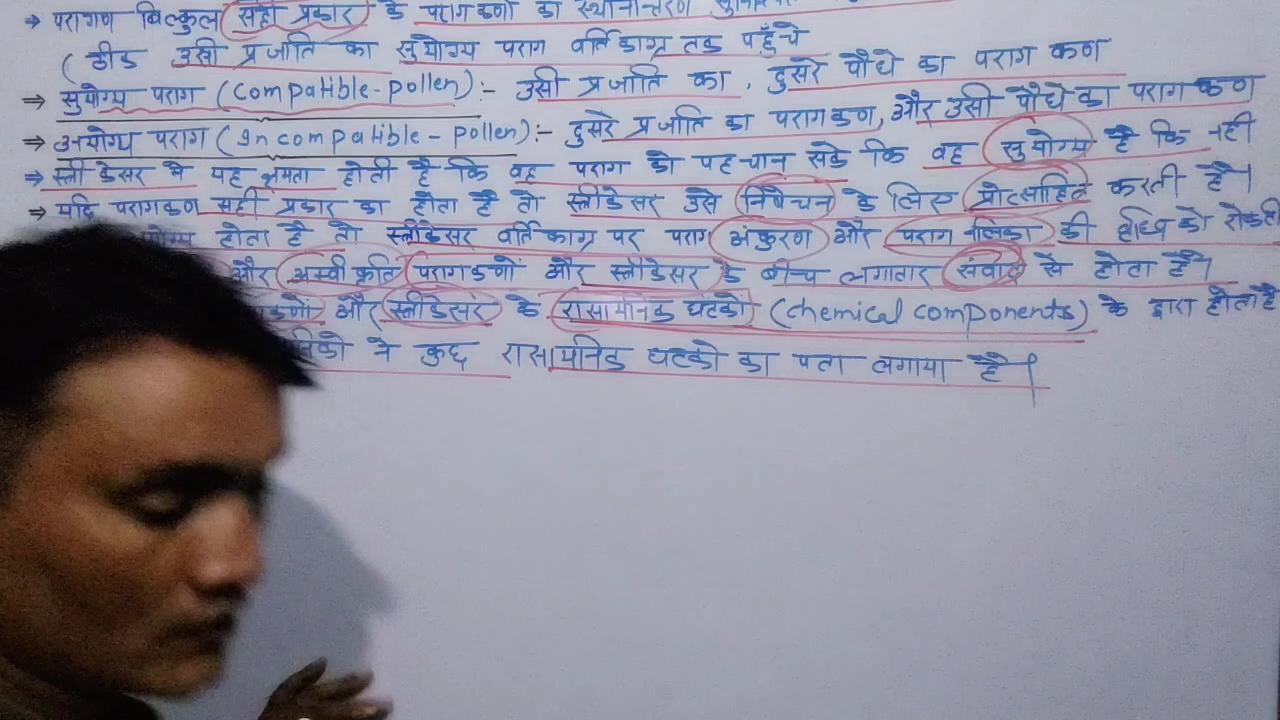 → परागण बिल्कुल सही प्रकार के परागकणों का स्थानान्तरण
( ठीक उसी प्रजाति का सुयोग्य पराग वर्तिकाग्र तक पहुँचे
⇒ सुयोग्य पराग (Compatible-pollen):- उसी प्रजाति का, दुसरे पौधे का पराग कण
⇒ अयोग्य पराग (Incompatible-pollen):- दुसरे प्रजाति का परागकण, और उसी पौधे का पराग कण
⇒ स्त्रीकेसर मे यह क्षमता होती है कि वह पराग को पहचान सके कि वह सुयोग्य है कि नही
⇒ यदि परागकण सही प्रकार का होता है तो स्त्रीकेसर उसे निषेचन के लिए प्रोत्साहित करती है।
होता है तो स्त्रीकेसर वर्तिकाग्र पर पराग अंकुरण और पराग नलिका की वृध्दि को रोकती
और अस्वीकृति परागकणों और स्त्रीकेसर के बीच लगातार संवाद से होता है।
और स्त्रीकेसर के रासायनिक घटको (chemical components) के द्वारा होता है
ने कुछ रासायनिक घटको का पता लगाया है।